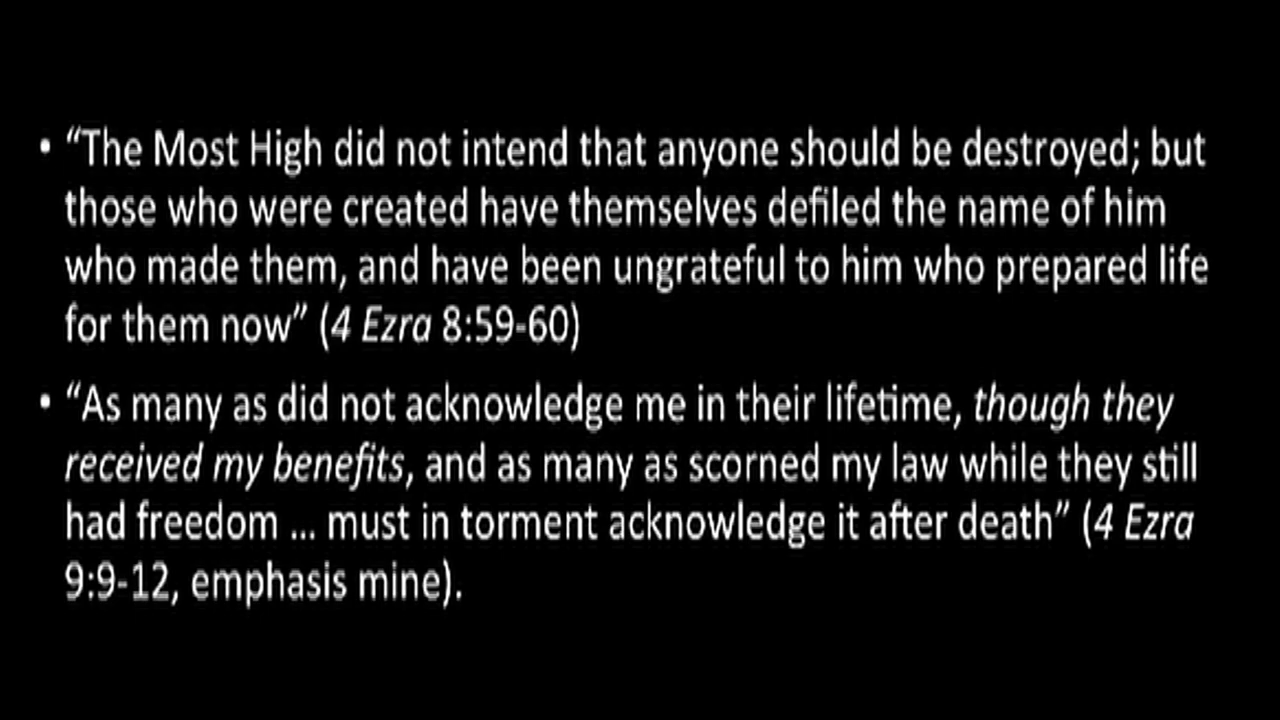 • “The Most High did not intend that anyone should be destroyed; but
those who were created have themselves defiled the name of him
who made them, and have been ungrateful to him who prepared life
for them now” (4 Ezra 8:59-60)
• “As many as did not acknowledge me in their lifetime, though they
received my benefits, and as many as scorned my law while they still
had freedom ... must in torment acknowledge it after death” (4 Ezra
9:9-12, emphasis mine).